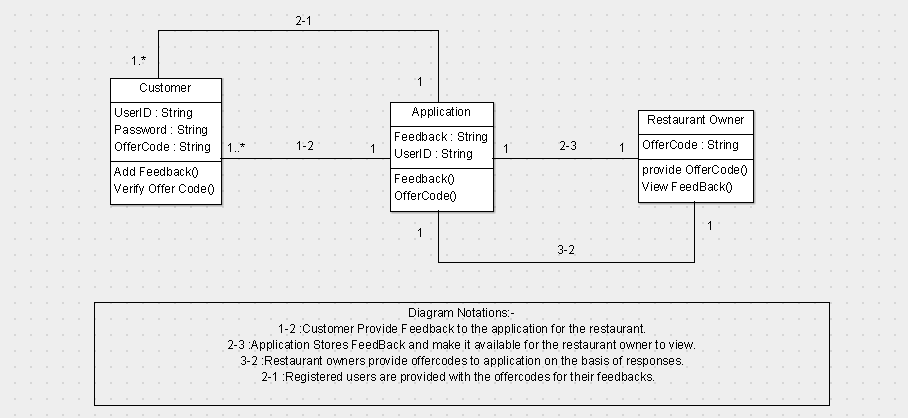 2-1
1..*
1
Customer
UserID : String
Password : String
OfferCode : String
Add Feedback()
Verify Offer Code()
1..*
1-2
1
Application
Feedback : String
UserID : String
Feedback()
OfferCode()
1
2-3
1
Restaurant Owner
OfferCode : String
provide OfferCode()
View FeedBack()
1
3-2
1
Diagram Notations:-
1-2 :Customer Provide Feedback to the application for the restaurant.
2-3 :Application Stores FeedBack and make it available for the restaurant owner to view.
3-2 :Restaurant owners provide offercodes to application on the basis of responses.
2-1 :Registered users are provided with the offercodes for their feedbacks.